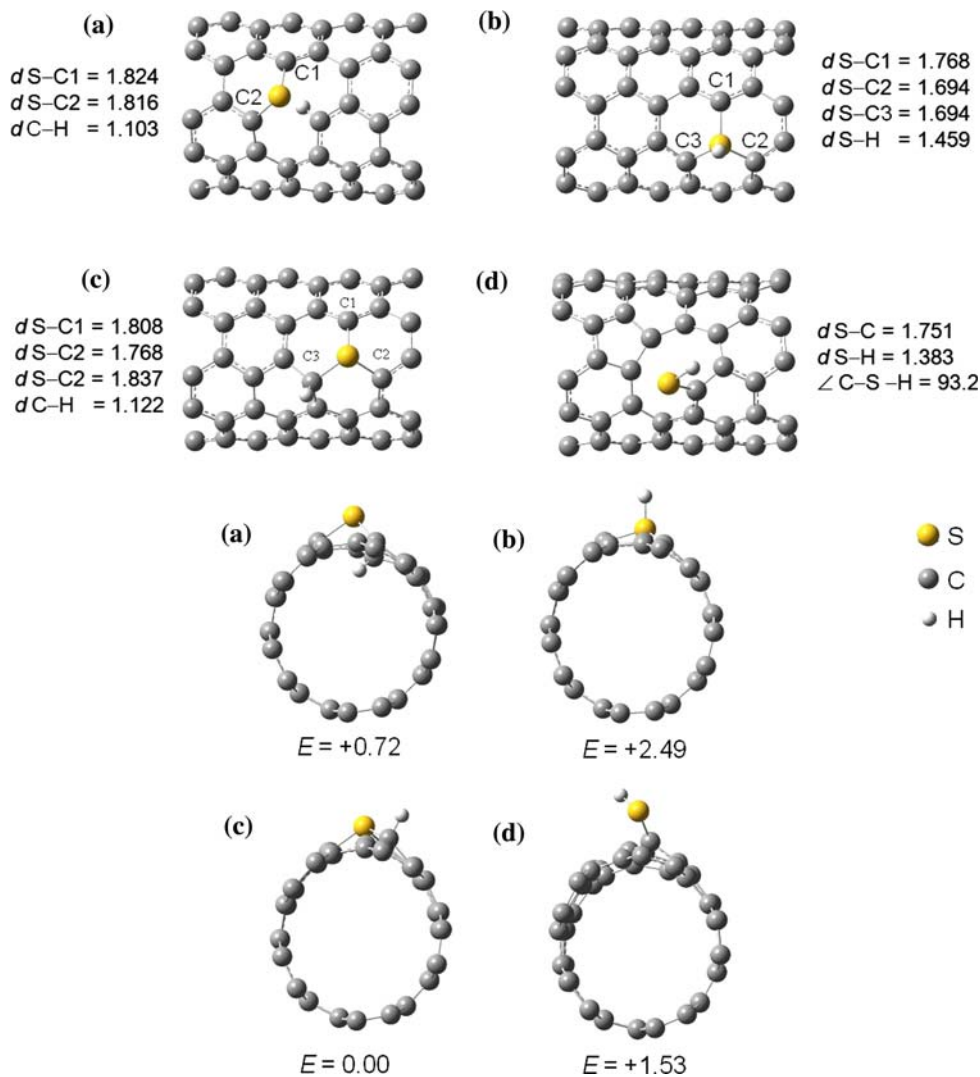 (a)
d S–C1 = 1.824
d S–C2 = 1.816
d C–H = 1.103
C1
C2
(b)
d S–C1 = 1.768
d S–C2 = 1.694
d S–C3 = 1.694
d S–H = 1.459
C1
C3 C2
(c)
d S–C1 = 1.808
d S–C2 = 1.768
d S–C2 = 1.837
d C–H = 1.122
C1
C3 C2
(d)
d S–C = 1.751
d S–H = 1.383
∠ C–S –H = 93.2
(a)
E = +0.72
(b)
E = +2.49
S
C
H
(c)
E = 0.00
(d)
E = +1.53